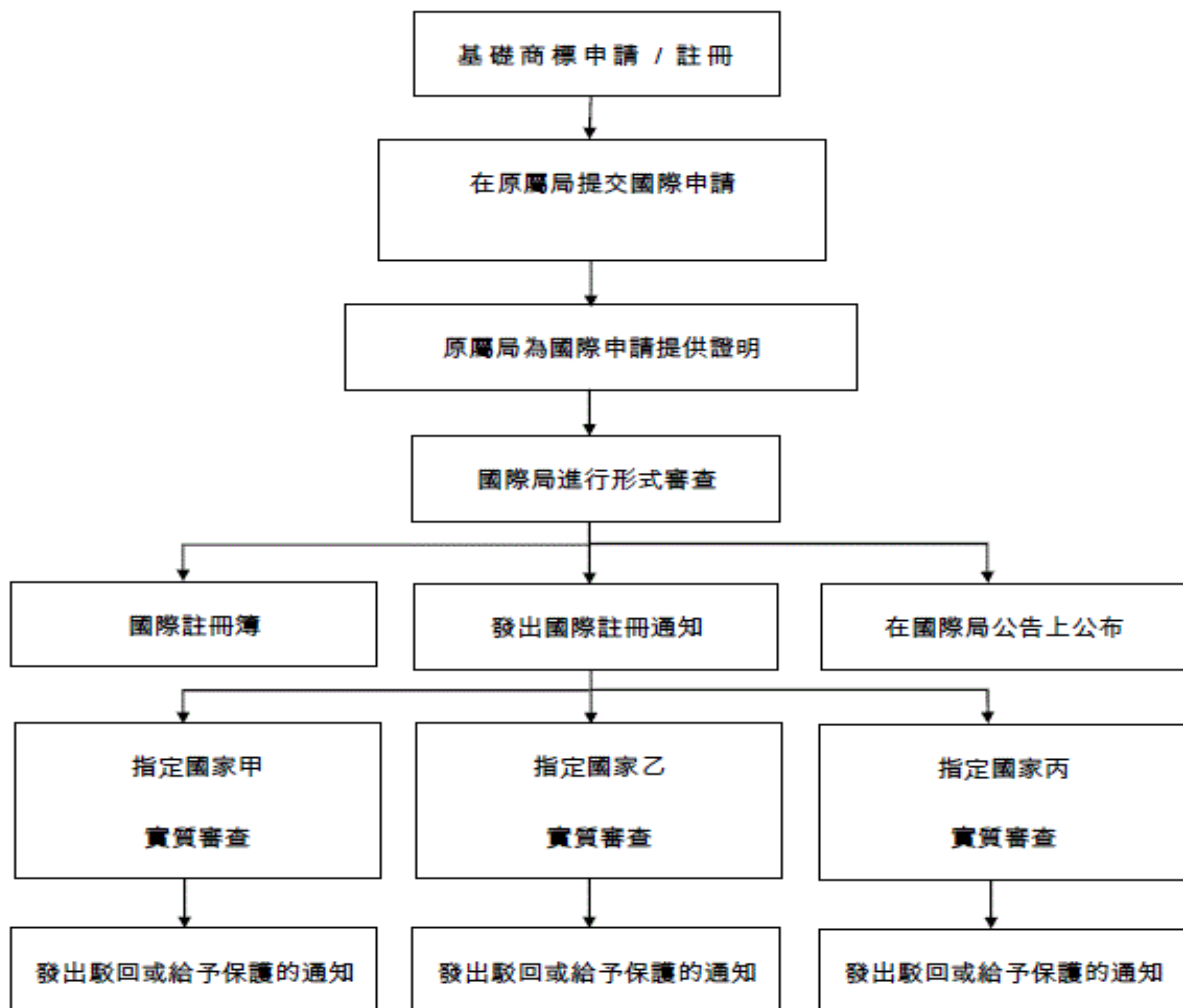 基礎商標申請 / 註冊
在原屬局提交國際申請
原屬局為國際申請提供證明
國際局進行形式審查
國際註冊簿
發出國際註冊通知
在國際局公告上公布
指定國家甲
實質審查
指定國家乙
實質審查
指定國家丙
實質審查
發出駁回或給予保護的通知
發出駁回或給予保護的通知
發出駁回或給予保護的通知